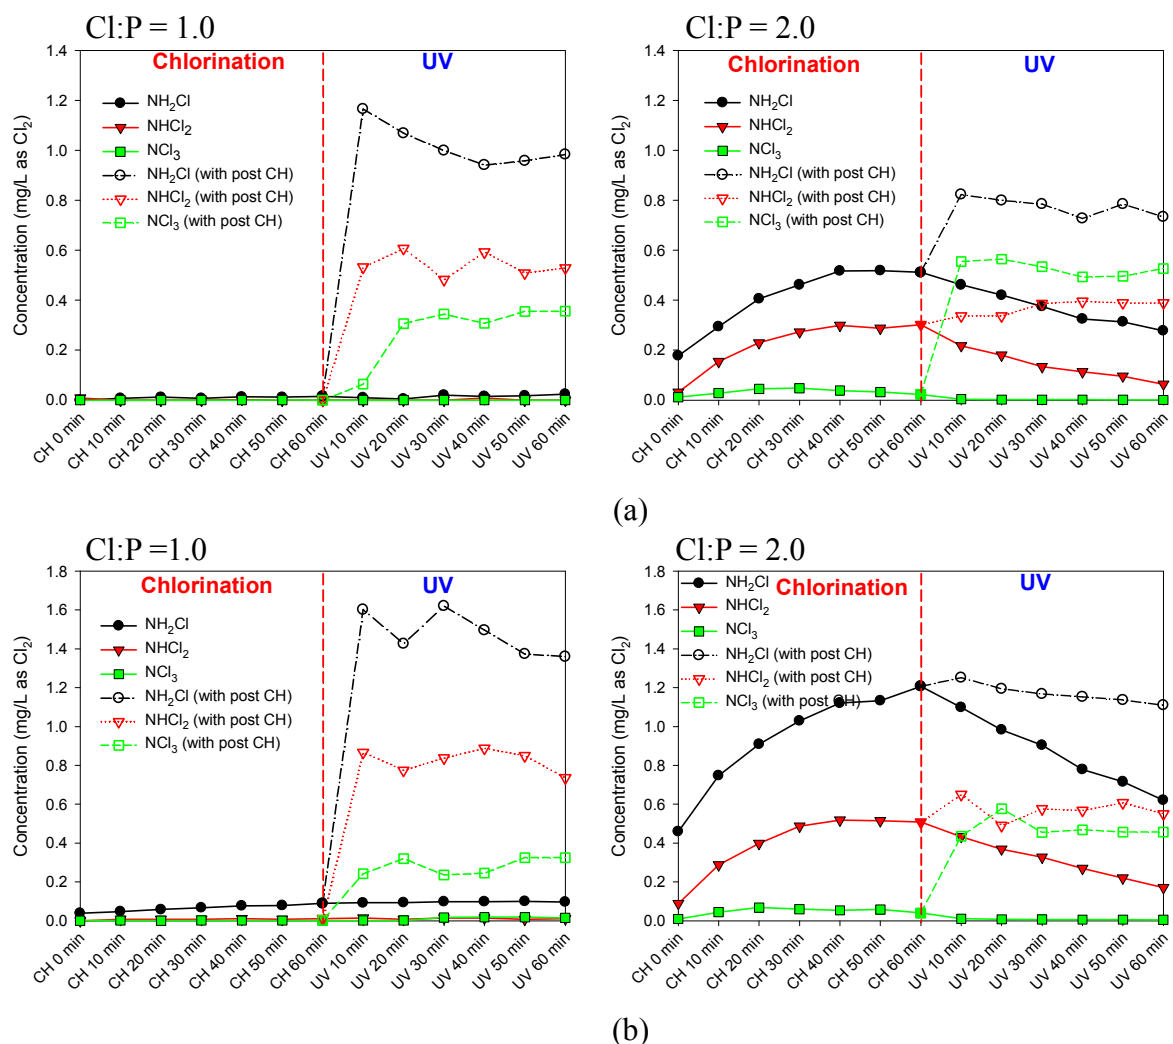 Cl:P = 1.0
Cl:P = 2.0
Chlorination
UV
NH2Cl
NHCl2
NCl3
NH2Cl (with post CH)
NHCl2 (with post CH)
NCl3 (with post CH)
Concentration (mg/L as Cl2)
1.4
1.2
1.0
0.8
0.6
0.4
0.2
0.0
CH 0 min
CH 10 min
CH 20 min
CH 30 min
CH 40 min
CH 50 min
CH 60 min
UV 10 min
UV 20 min
UV 30 min
UV 40 min
UV 50 min
UV 60 min
Chlorination
UV
NH2Cl
NHCl2
NCl3
NH2Cl (with post CH)
NHCl2 (with post CH)
NCl3 (with post CH)
Concentration (mg/L as Cl2)
1.4
1.2
1.0
0.8
0.6
0.4
0.2
0.0
CH 0 min
CH 10 min
CH 20 min
CH 30 min
CH 40 min
CH 50 min
CH 60 min
UV 10 min
UV 20 min
UV 30 min
UV 40 min
UV 50 min
UV 60 min
(a)
Cl:P =1.0
Cl:P = 2.0
Chlorination
UV
NH2Cl
NHCl2
NCl3
NH2Cl (with post CH)
NHCl2 (with post CH)
NCl3 (with post CH)
Concentration (mg/L as Cl2)
1.8
1.6
1.4
1.2
1.0
0.8
0.6
0.4
0.2
0.0
CH 0 min
CH 10 min
CH 20 min
CH 30 min
CH 40 min
CH 50 min
CH 60 min
UV 10 min
UV 20 min
UV 30 min
UV 40 min
UV 50 min
UV 60 min
Chlorination
UV
NH2Cl
NHCl2
NCl3
NH2Cl (with post CH)
NHCl2 (with post CH)
NCl3 (with post CH)
Concentration (mg/L as Cl2)
1.8
1.6
1.4
1.2
1.0
0.8
0.6
0.4
0.2
0.0
CH 0 min
CH 10 min
CH 20 min
CH 30 min
CH 40 min
CH 50 min
CH 60 min
UV 10 min
UV 20 min
UV 30 min
UV 40 min
UV 50 min
UV 60 min
(b)